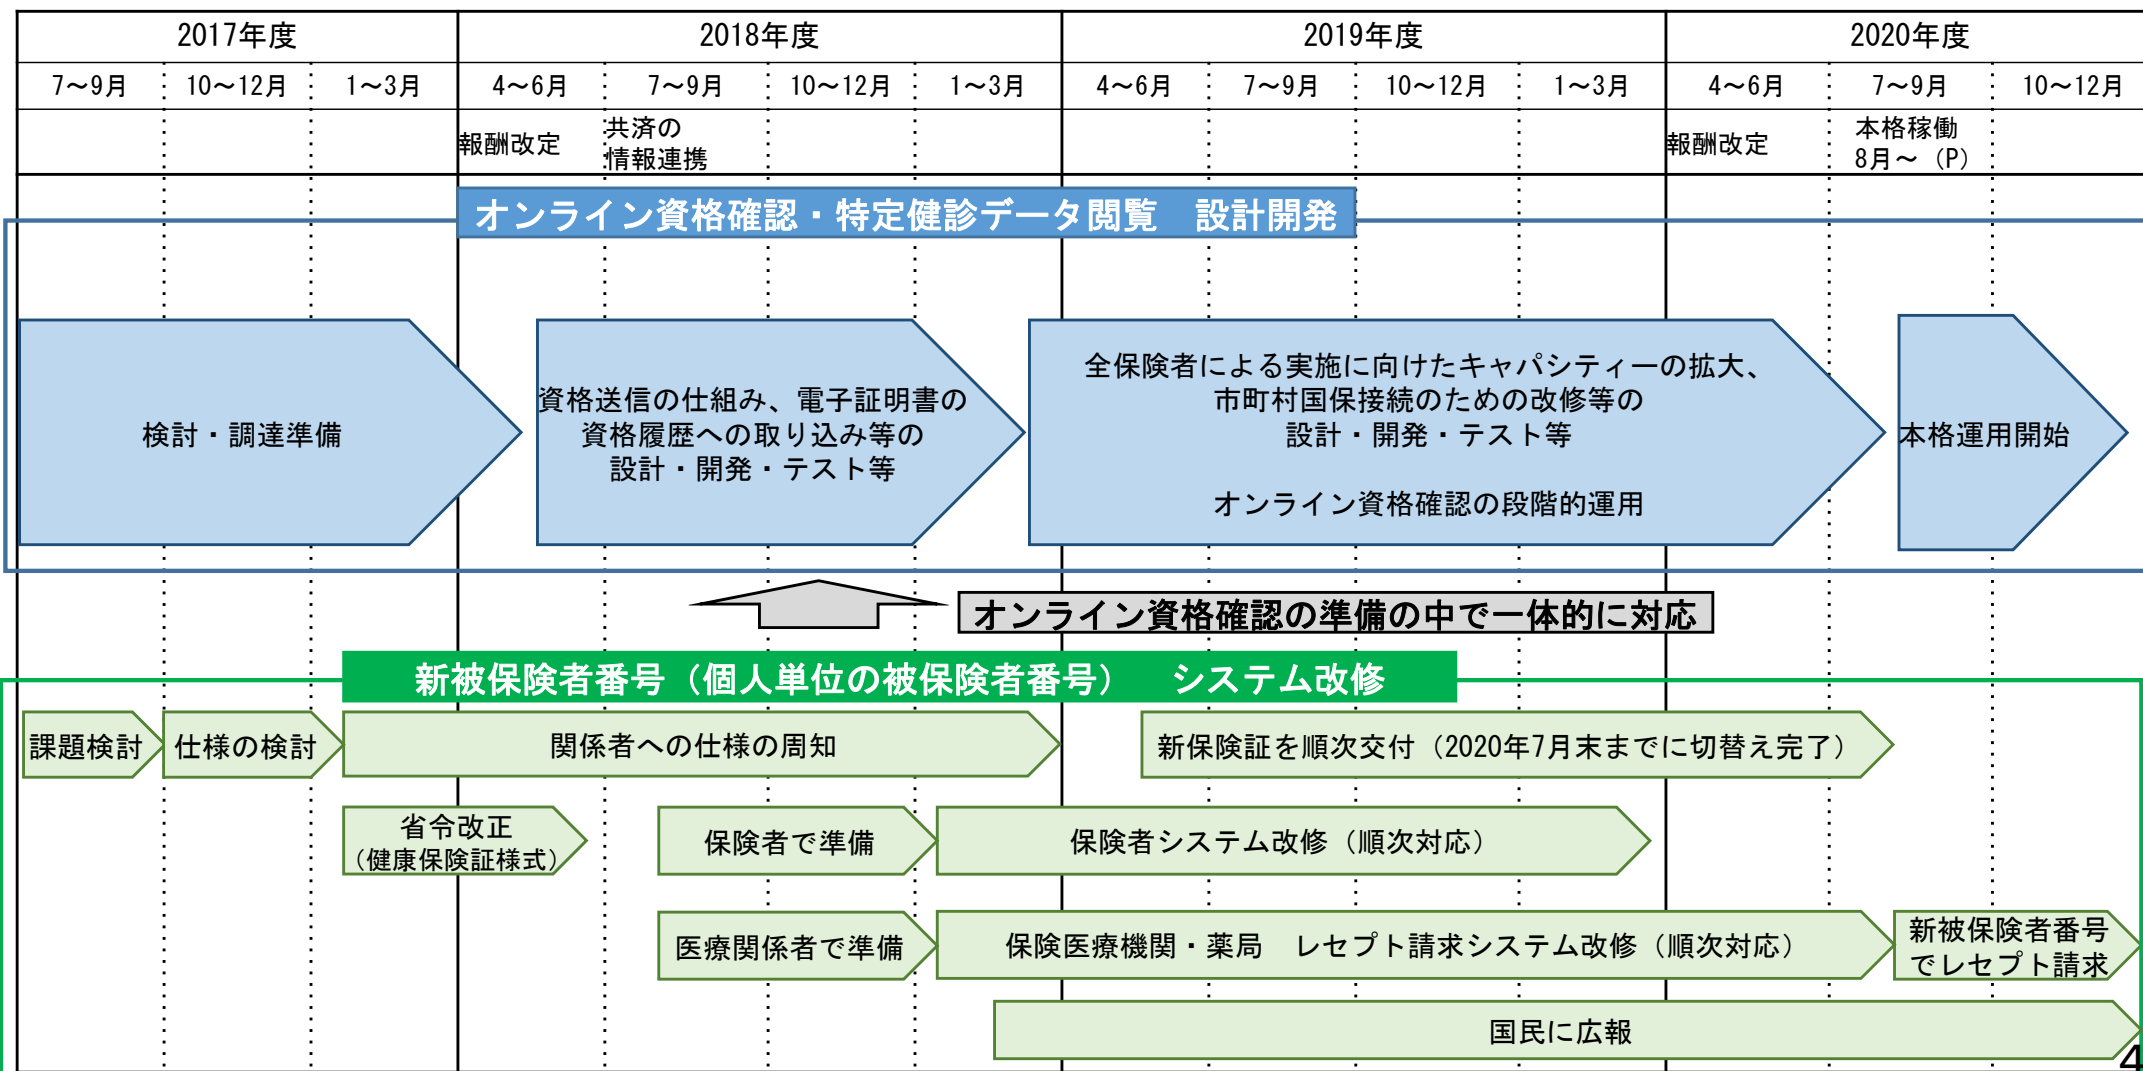 2017年度
2018年度
2019年度
2020年度
7～9月
10～12月
1～3月
4～6月
7～9月
10～12月
1～3月
4～6月
7～9月
10～12月
1～3月
4～6月
7～9月
10～12月
報酬改定
共済の
情報連携
報酬改定
本格稼働
8月～（P）
オンライン資格確認・特定健診データ閲覧　設計開発
検討・調達準備
資格送信の仕組み、電子証明書の
資格履歴への取り込み等の
設計・開発・テスト等
全保険者による実施に向けたキャパシティーの拡大、
市町村国保接続のための改修等の
設計・開発・テスト等
オンライン資格確認の段階的運用
本格運用開始
オンライン資格確認の準備の中で一体的に対応
新被保険者番号（個人単位の被保険者番号）　システム改修
課題検討
仕様の検討
関係者への仕様の周知
新保険証を順次交付（2020年7月末までに切替え完了）
省令改正
（健康保険証様式）
保険者で準備
保険者システム改修（順次対応）
医療関係者で準備
保険医療機関・薬局　レセプト請求システム改修（順次対応）
新被保険者番号
でレセプト請求
国民に広報
4